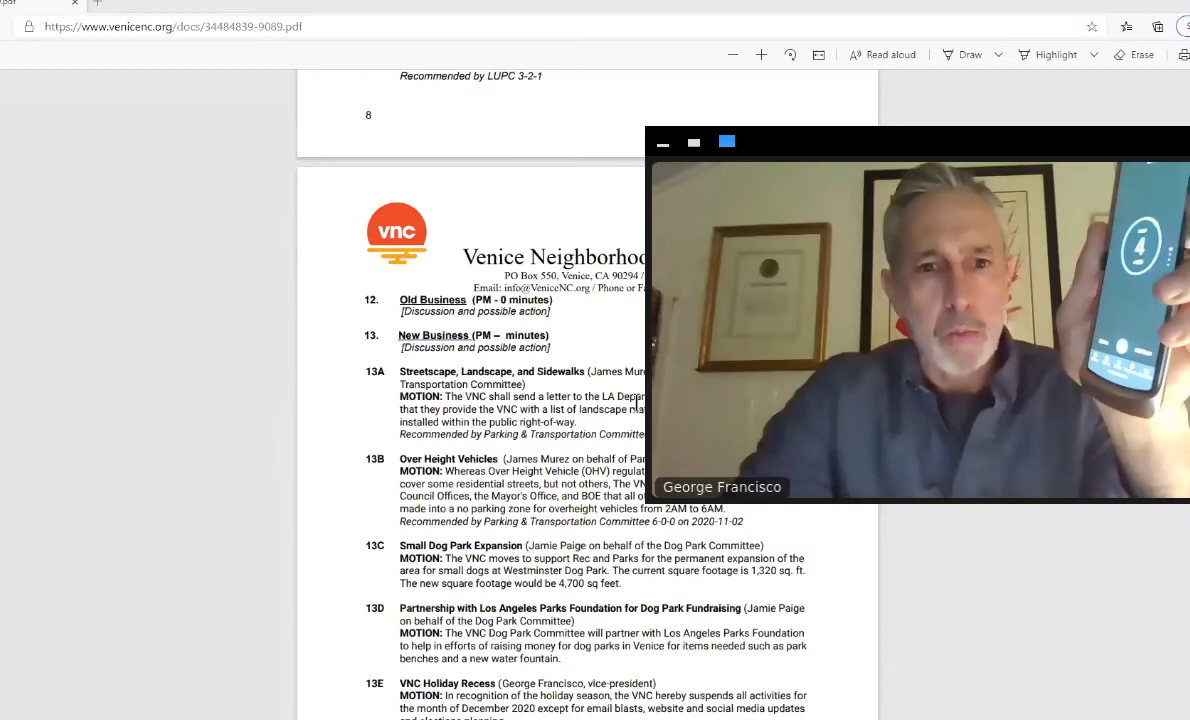 .pdf
https://www.venicenc.org/docs/34484839-9089.pdf
Read aloud
Draw
Highlight
Erase
Recommended by LUPC 3-2-1
8
vnc
Venice Neighborhoo
PO Box 550, Venice, CA 90294 /
Email: info@VeniceNC.org / Phone or Fa
12. Old Business (PM - 0 minutes)
[Discussion and possible action]
13. New Business (PM – minutes)
[Discussion and possible action]
13A Streetscape, Landscape, and Sidewalks (James Mure
Transportation Committee)
MOTION: The VNC shall send a letter to the LA Depar
that they provide the VNC with a list of landscape
installed within the public right-of-way.
Recommended by Parking & Transportation Committe
13B Over Height Vehicles (James Murez on behalf of Par
MOTION: Whereas Over Height Vehicle (OHV) regulat
cover some residential streets, but not others, The VN
Council Offices, the Mayor's Office, and BOE that all of
made into a no parking zone for overheight vehicles from 2AM to 6AM.
Recommended by Parking & Transportation Committee 6-0-0 on 2020-11-02
13C Small Dog Park Expansion (Jamie Paige on behalf of the Dog Park Committee)
MOTION: The VNC moves to support Rec and Parks for the permanent expansion of the
area for small dogs at Westminster Dog Park. The current square footage is 1,320 sq. ft.
The new square footage would be 4,700 sq feet.
13D Partnership with Los Angeles Parks Foundation for Dog Park Fundraising (Jamie Paige
on behalf of the Dog Park Committee)
MOTION: The VNC Dog Park Committee will partner with Los Angeles Parks Foundation
to help in efforts of raising money for dog parks in Venice for items needed such as park
benches and a new water fountain.
13E VNC Holiday Recess (George Francisco, vice-president)
MOTION: In recognition of the holiday season, the VNC hereby suspends all activities for
the month of December 2020 except for email blasts, website and social media updates
4
George Francisco